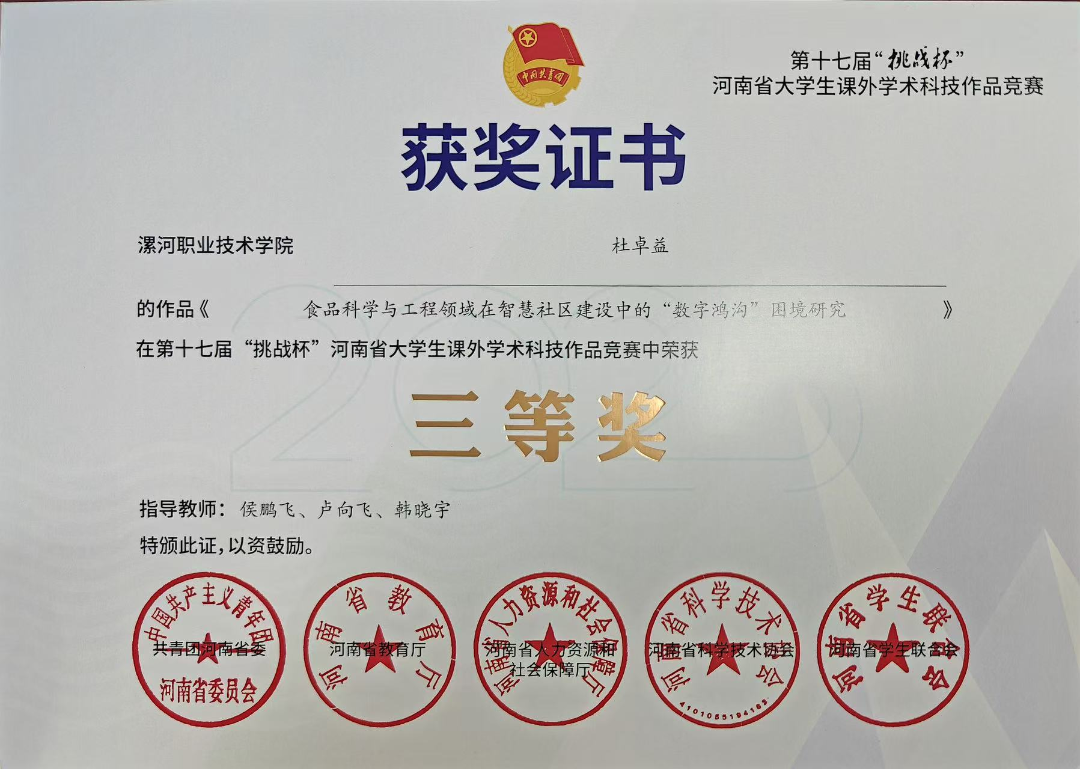 中国共青团
第十七届“挑战杯”
河南省大学生课外学术科技作品竞赛
获奖证书
漯河职业技术学院 杜卓益
的作品《 食品科学与工程领域在智慧社区建设中的“数字鸿沟”困境研究 》
在第十七届“挑战杯”河南省大学生课外学术科技作品竞赛中荣获
2025
三等奖
指导教师：侯鹏飞、卢向飞、韩晓宇
特颁此证，以资鼓励。
中国共产主义青年团
共青团河南省委
河南省委员会
河南省教育厅
河南省教育厅
河南省人力资源和社会保障厅
河南省人力资源和
社会保障厅
河南省科学技术协会
河南省科学技术协会
4101055194183
河南省学生联合会
河南省学生联合会